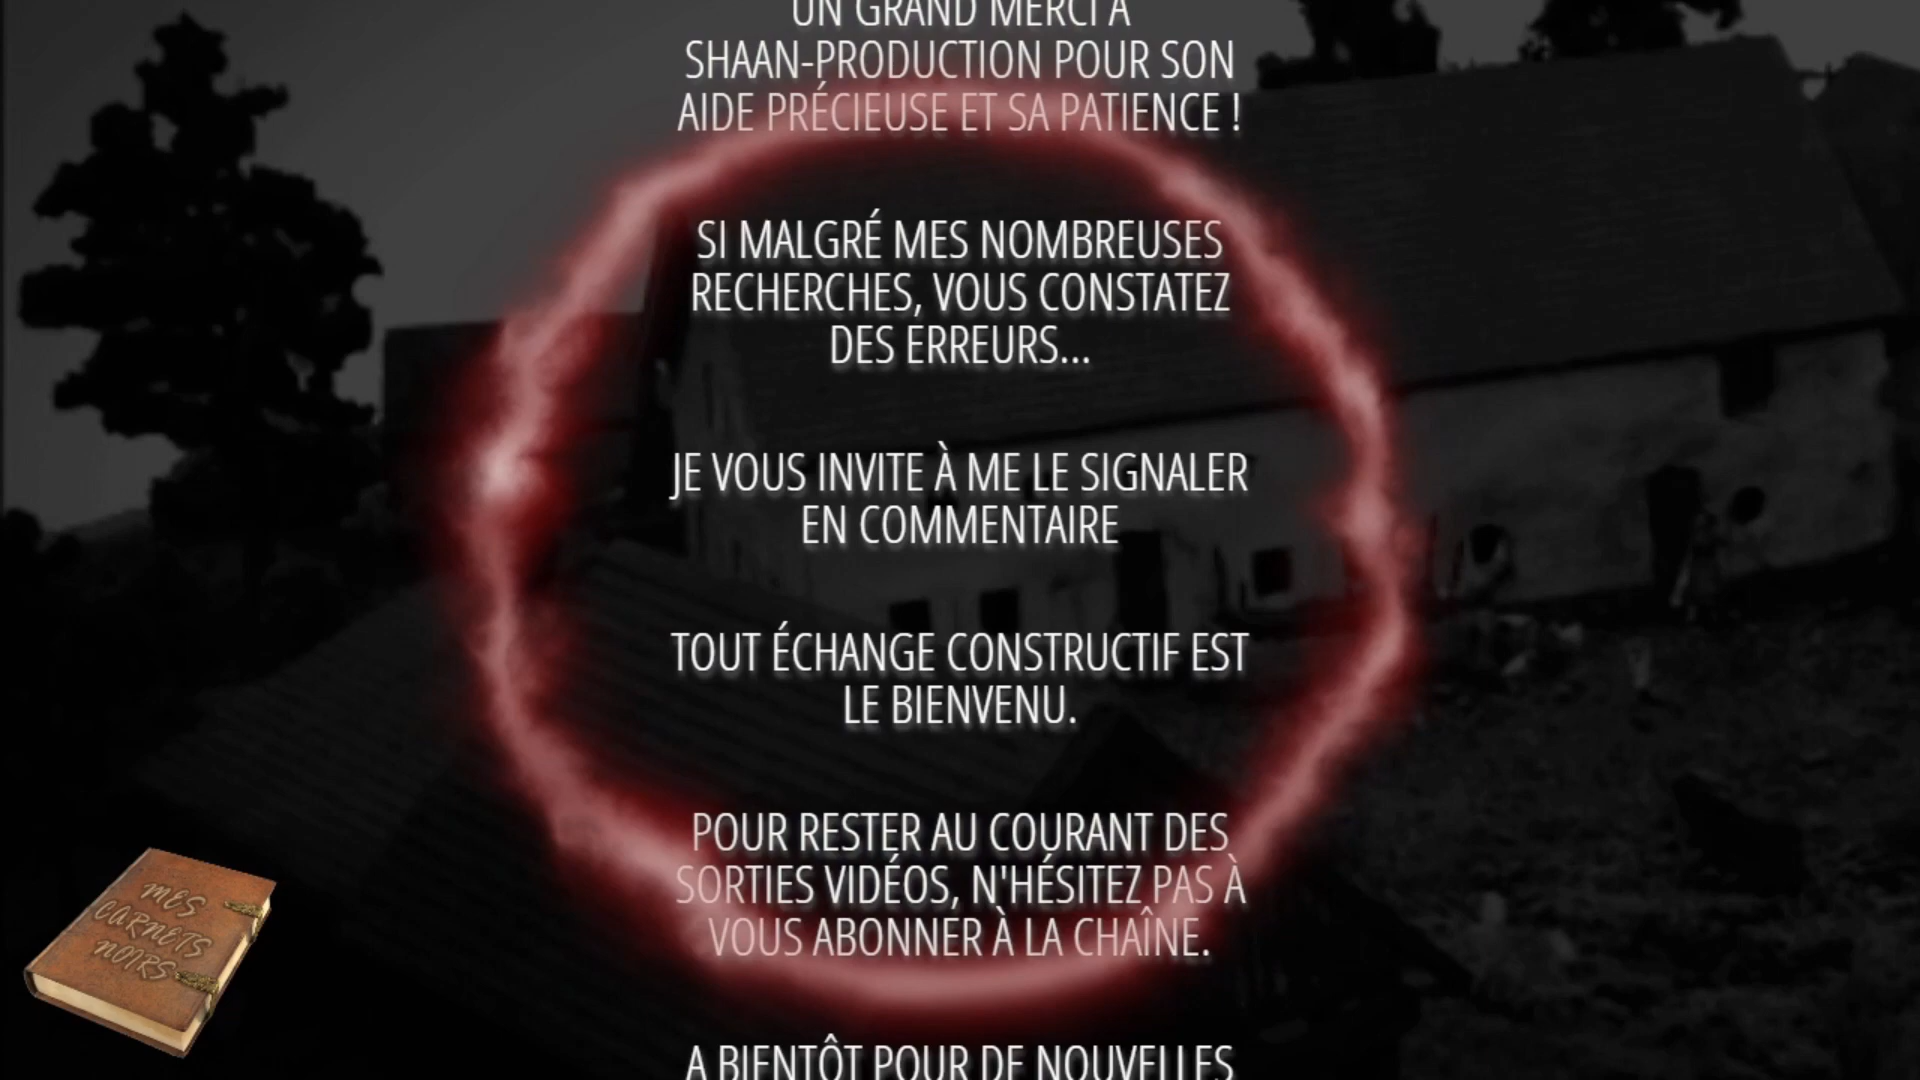 UN GRAND MERCI A
SHAAN-PRODUCTION POUR SON
AIDE PRÉCIEUSE ET SA PATIENCE !
SI MALGRÉ MES NOMBREUSES
RECHERCHES, VOUS CONSTATEZ
DES ERREURS...
JE VOUS INVITE À ME LE SIGNALER
EN COMMENTAIRE
TOUT ÉCHANGE CONSTRUCTIF EST
LE BIENVENU.
POUR RESTER AU COURANT DES
SORTIES VIDÉOS, N'HÉSITEZ PAS À
VOUS ABONNER À LA CHAÎNE.
A BIENTÔT POUR DE NOUVELLES
MES
CARNETS
NOIRS